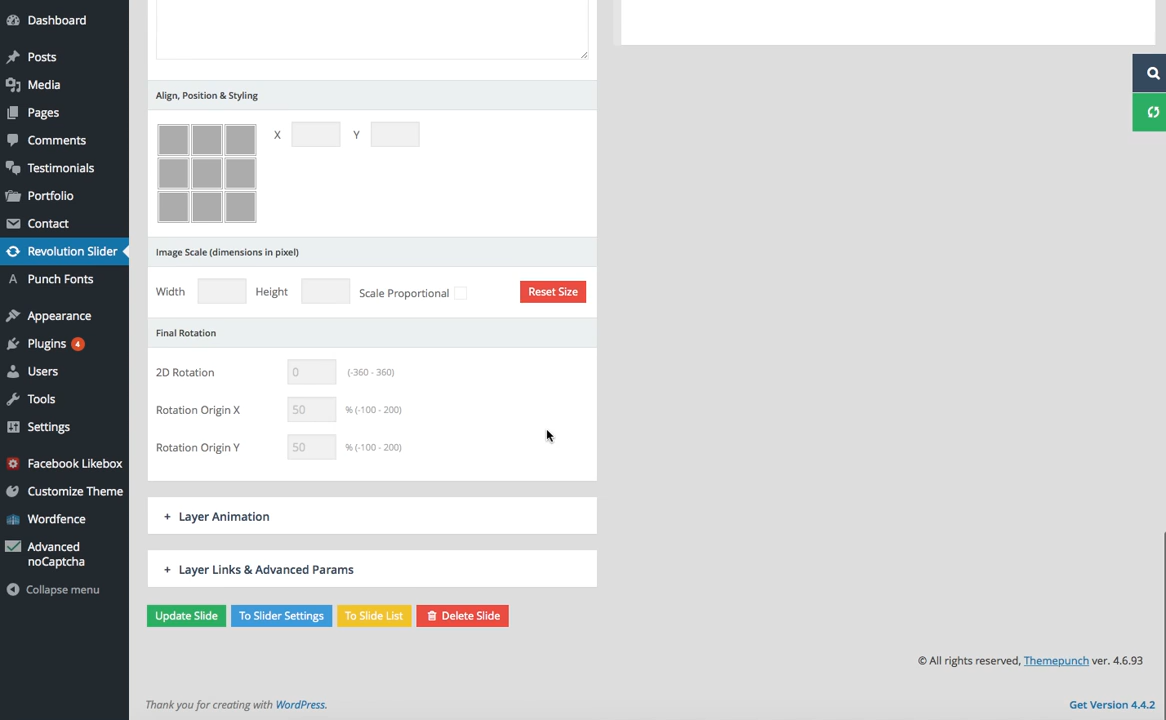 Dashboard
Posts
Media
Pages
Comments
Testimonials
Portfolio
Contact
Revolution Slider
Punch Fonts
Appearance
Plugins 4
Users
Tools
Settings
Facebook Likebox
Customize Theme
Wordfence
Advanced
noCaptcha
Collapse menu
Align, Position & Styling
X Y
Image Scale (dimensions in pixel)
Width Height Scale Proportional Reset Size
Final Rotation
2D Rotation 0 (-360 - 360)
Rotation Origin X 50 % (-100 - 200)
Rotation Origin Y 50 % (-100 - 200)
+ Layer Animation
+ Layer Links & Advanced Params
Update Slide To Slider Settings To Slide List Delete Slide
© All rights reserved, Themepunch ver. 4.6.93
Thank you for creating with WordPress. Get Version 4.4.2